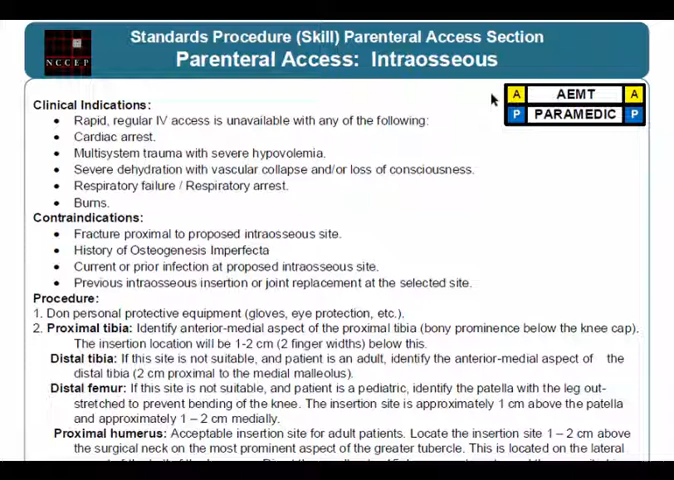 Standards Procedure (Skill) Parenteral Access Section
Parenteral Access: Intraosseous
NCCEP
A AEMT A
P PARAMEDIC P
Clinical Indications:
• Rapid, regular IV access is unavailable with any of the following:
• Cardiac arrest.
• Multisystem trauma with severe hypovolemia.
• Severe dehydration with vascular collapse and/or loss of consciousness.
• Respiratory failure / Respiratory arrest.
• Burns.
Contraindications:
• Fracture proximal to proposed intraosseous site.
• History of Osteogenesis Imperfecta
• Current or prior infection at proposed intraosseous site.
• Previous intraosseous insertion or joint replacement at the selected site.
Procedure:
1. Don personal protective equipment (gloves, eye protection, etc.).
2. Proximal tibia: Identify anterior-medial aspect of the proximal tibia (bony prominence below the knee cap).
The insertion location will be 1-2 cm (2 finger widths) below this.
Distal tibia: If this site is not suitable, and patient is an adult, identify the anterior-medial aspect of the
distal tibia (2 cm proximal to the medial malleolus).
Distal femur: If this site is not suitable, and patient is a pediatric, identify the patella with the leg out-
stretched to prevent bending of the knee. The insertion site is approximately 1 cm above the patella
and approximately 1 – 2 cm medially.
Proximal humerus: Acceptable insertion site for adult patients. Locate the insertion site 1 – 2 cm above
the surgical neck on the most prominent aspect of the greater tubercle. This is located on the lateral